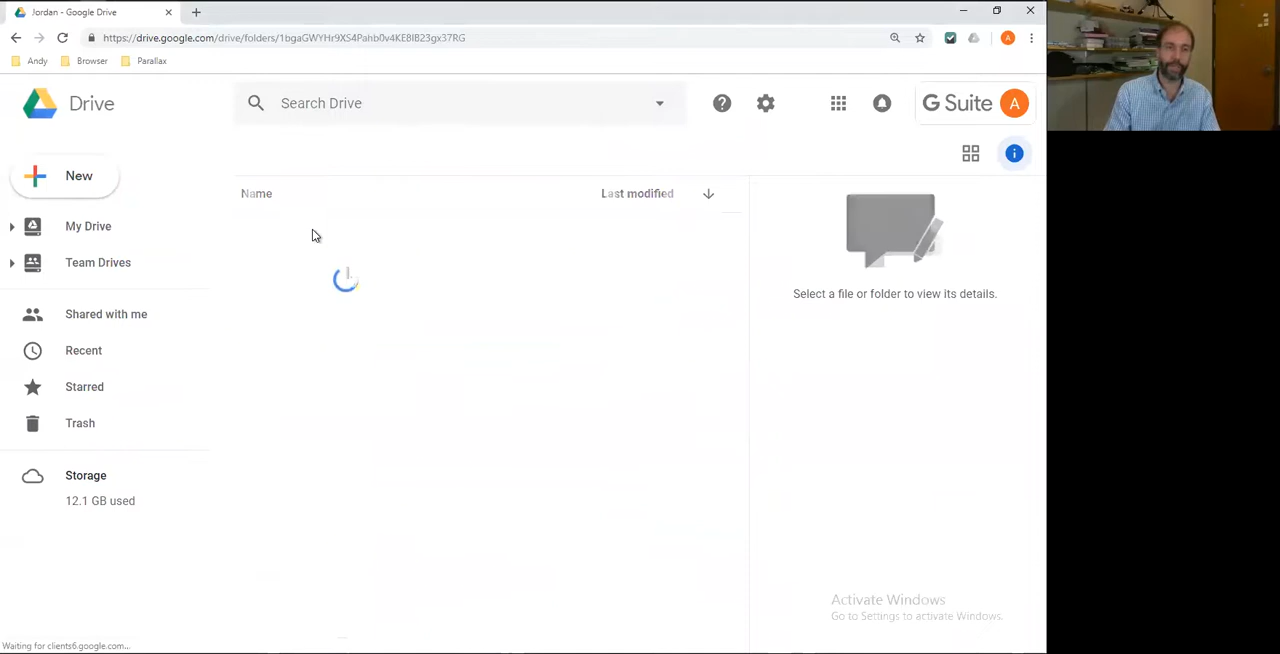 Jordan - Google Drive
https://drive.google.com/drive/folders/1bgaGWYHr9XS4Pahb0v4KE8IB23gx37RG
A
Andy
Browser
Parallax
Drive
Search Drive
G Suite
A
New
Name
Last modified
My Drive
Team Drives
Select a file or folder to view its details.
Shared with me
Recent
Starred
Trash
Storage
12.1 GB used
Activate Windows
Go to Settings to activate Windows.
Waiting for clients6.google.com...